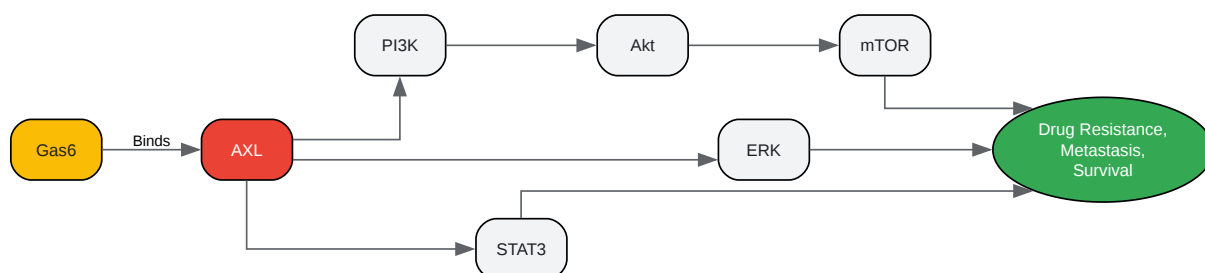 PI3K
Akt
mTOR
Gas6
Binds
AXL
ERK
Drug Resistance,
Metastasis,
Survival
STAT3